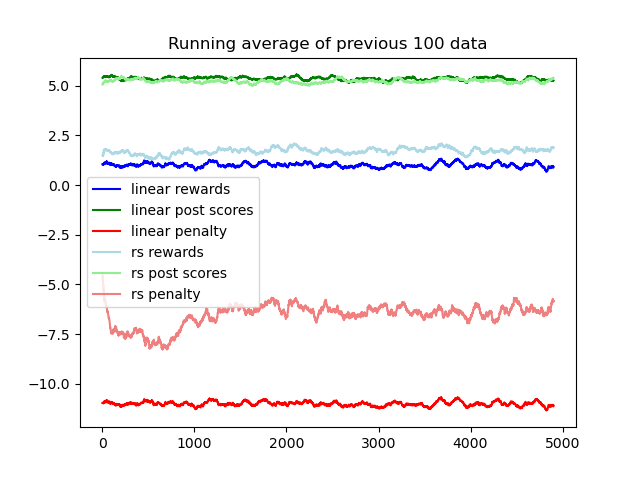 Running average of previous 100 data
5.0
2.5
0.0
−2.5
−5.0
−7.5
−10.0
linear rewards
linear post scores
linear penalty
rs rewards
rs post scores
rs penalty
0 1000 2000 3000 4000 5000